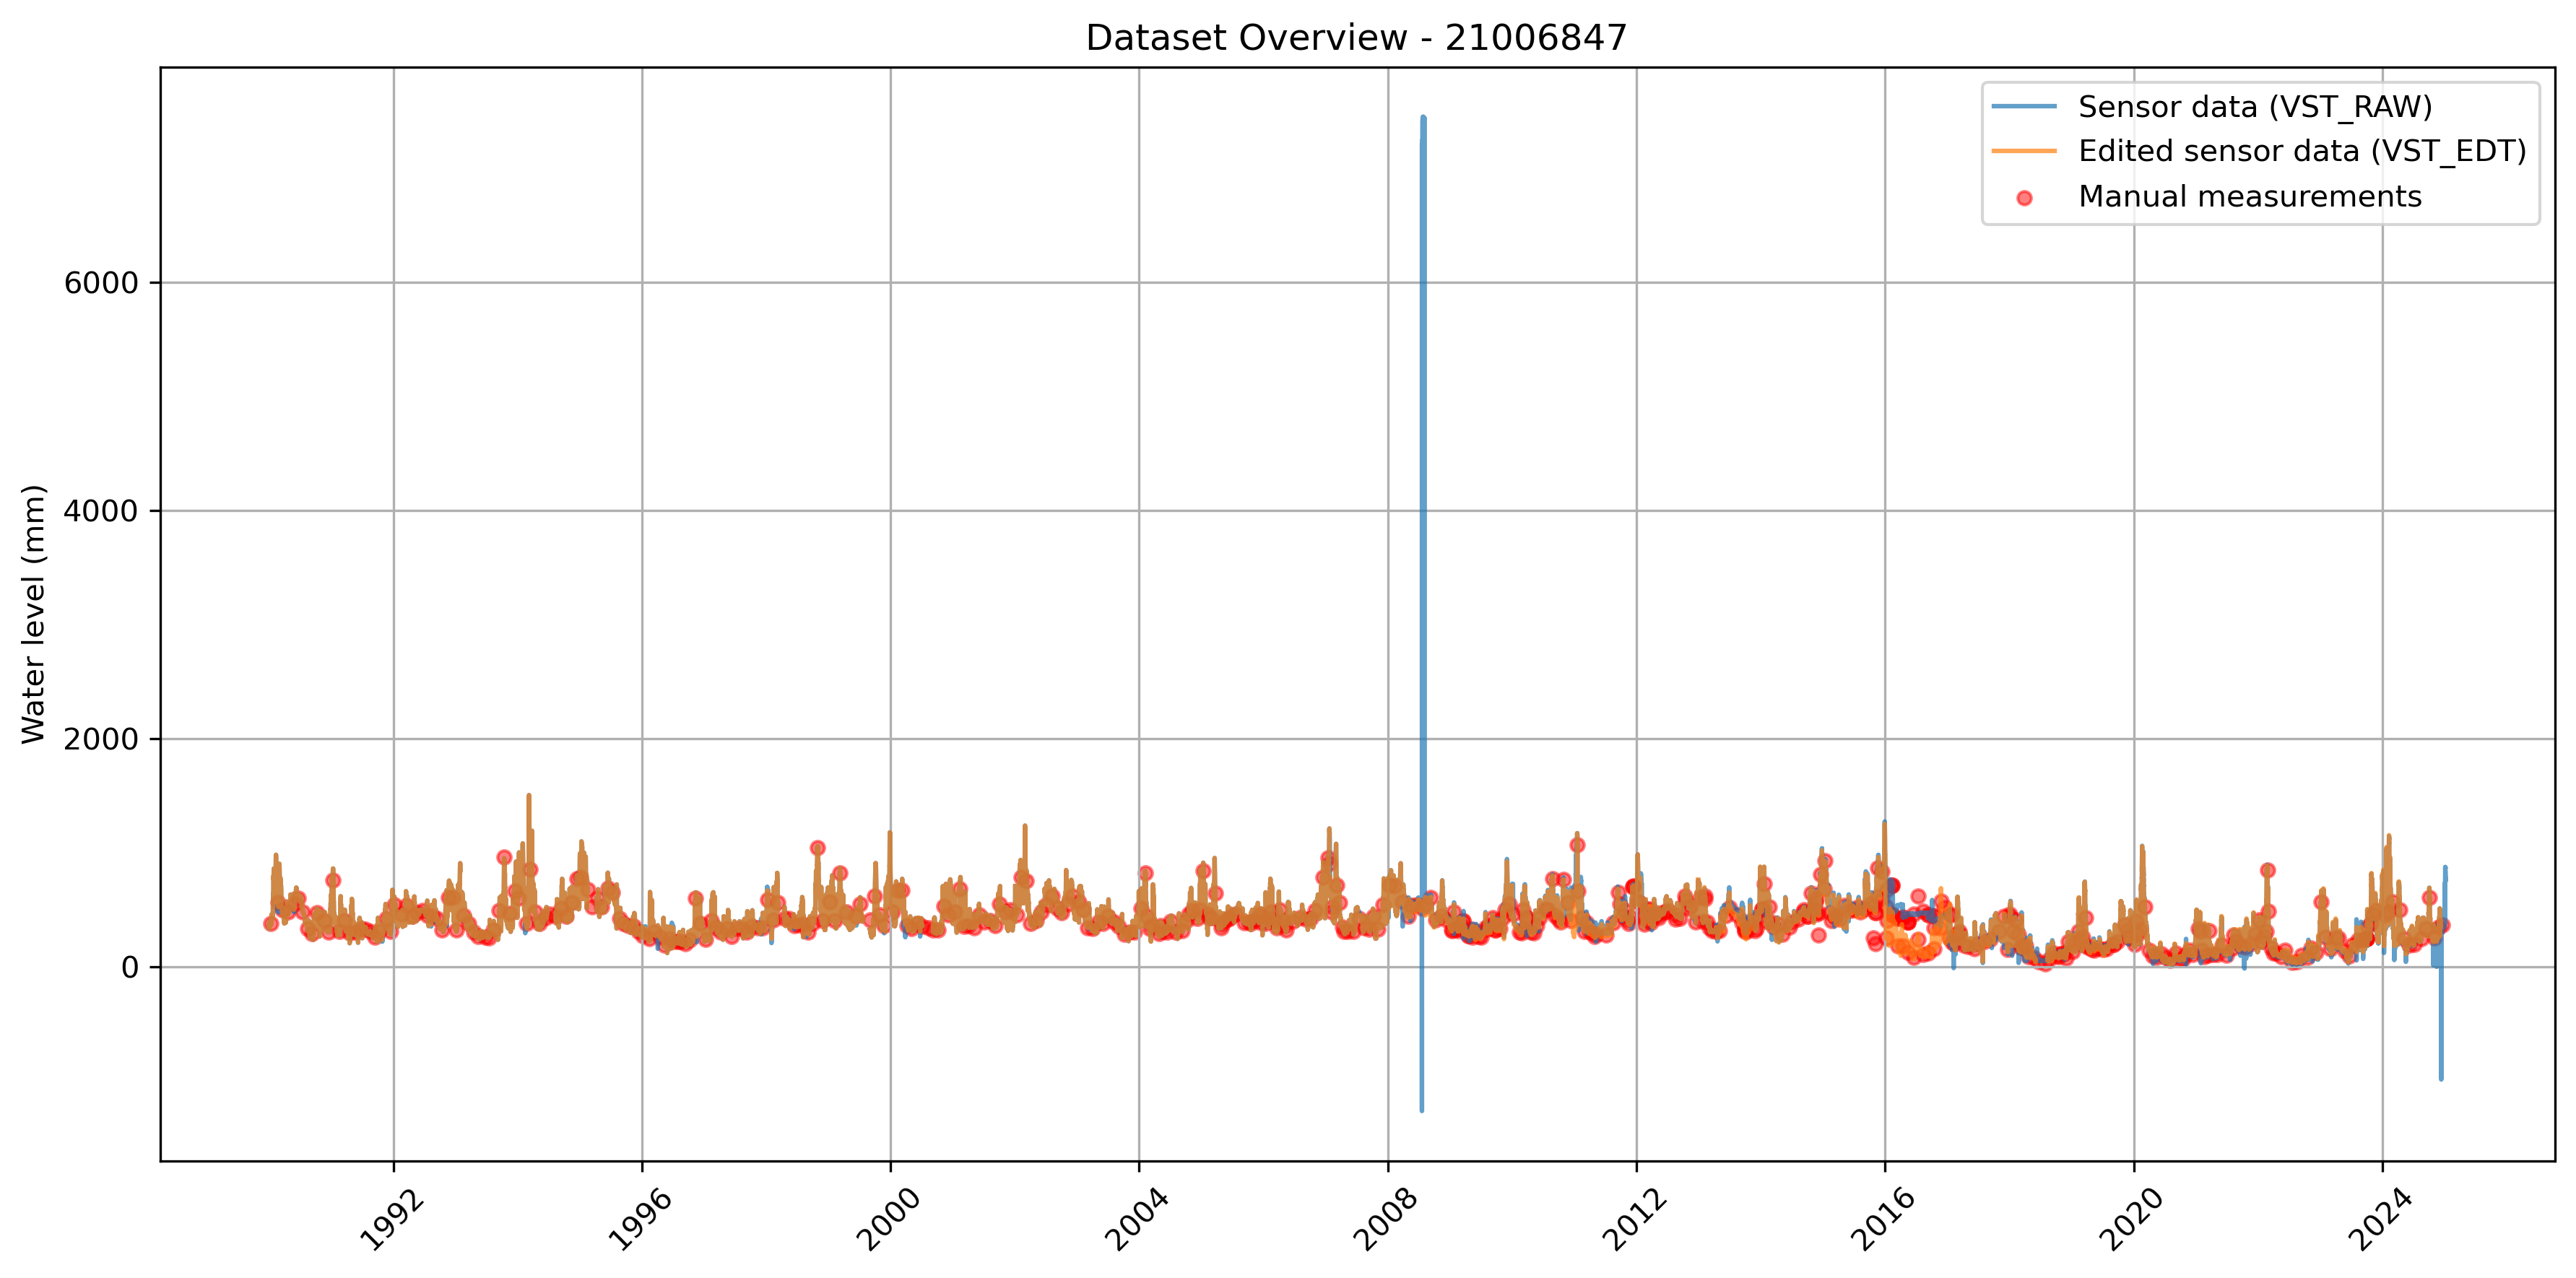 Dataset Overview - 21006847
Sensor data (VST_RAW)
Edited sensor data (VST_EDT)
Manual measurements
Water level (mm)
6000
4000
2000
0
1992
1996
2000
2004
2008
2012
2016
2020
2024